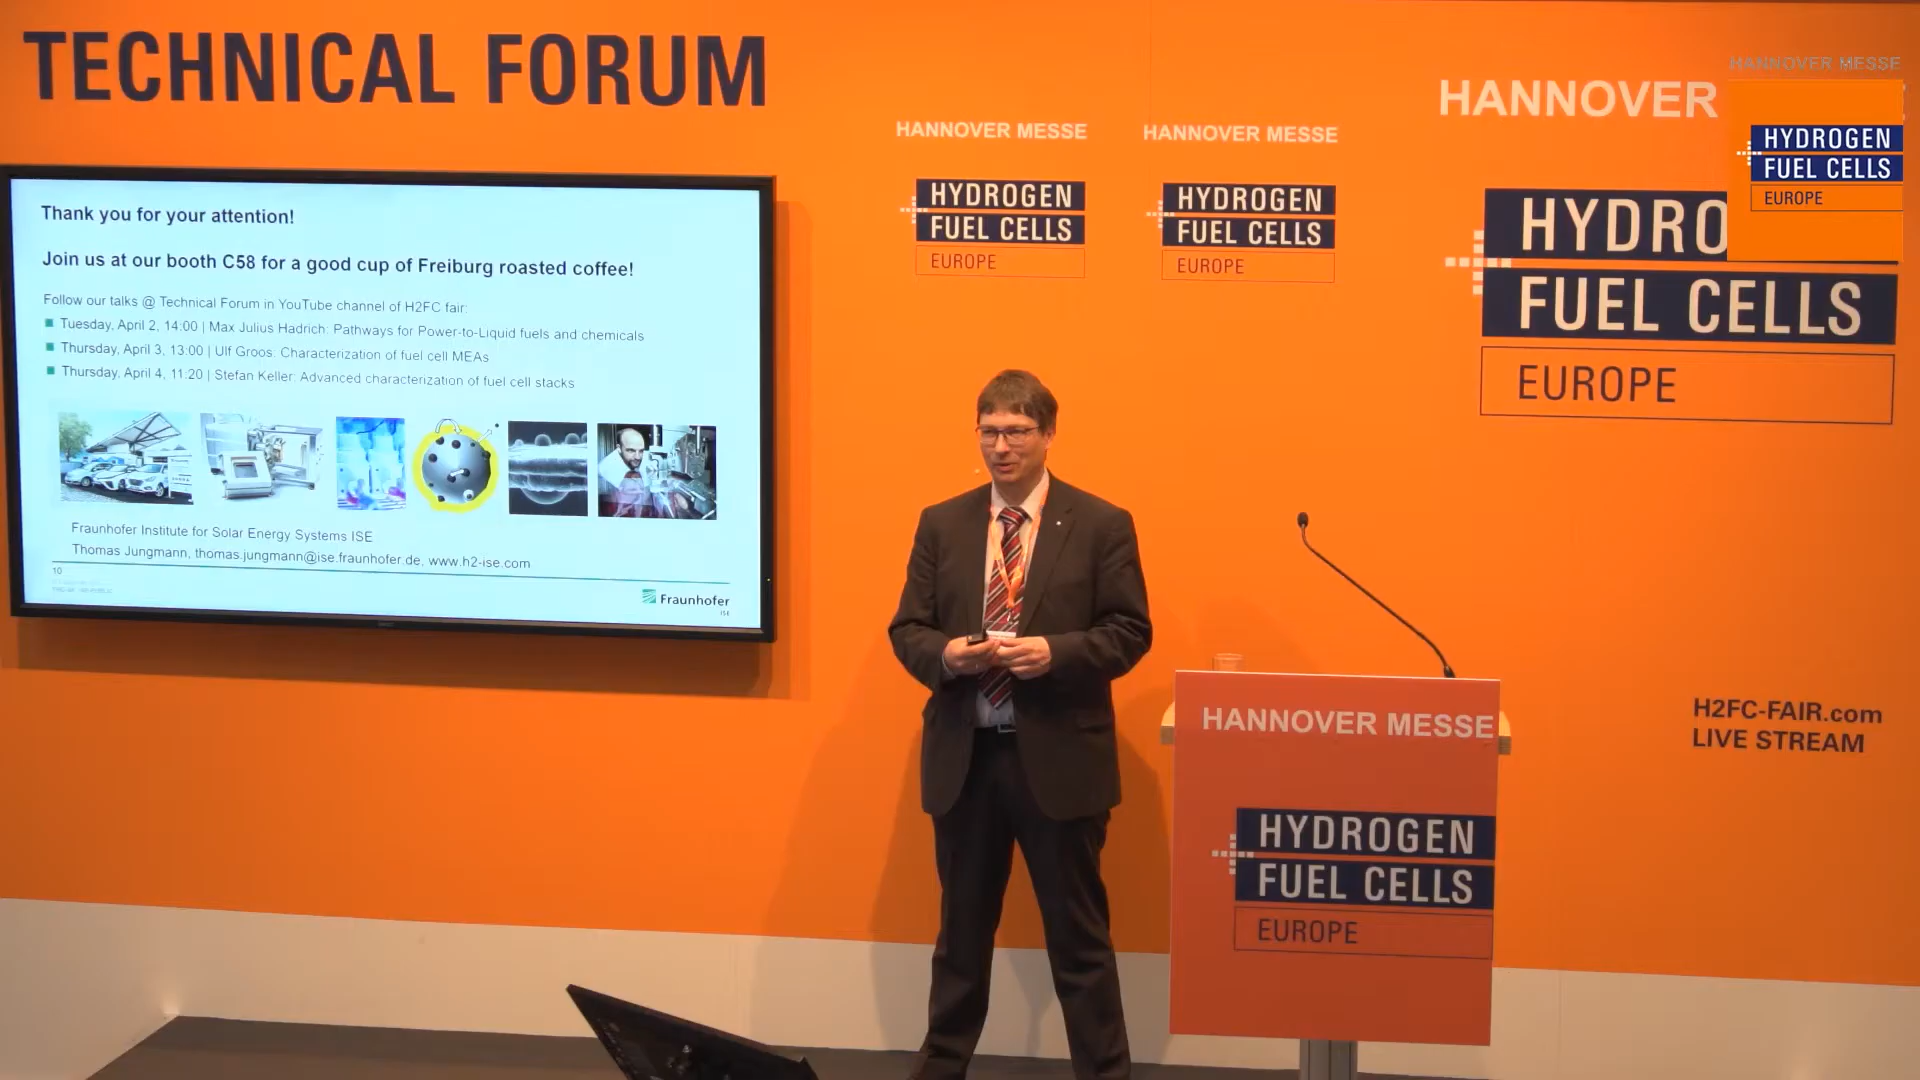 TECHNICAL FORUM
Thank you for your attention!
Join us at our booth C58 for a good cup of Freiburg roasted coffee!
Follow our talks @ Technical Forum in YouTube channel of H2FC fair:
Tuesday, April 2, 14:00 | Max Julius Hadrich: Pathways for Power-to-Liquid fuels and chemicals
Thursday, April 3, 13:00 | Ulf Groos: Characterization of fuel cell MEAs
Thursday, April 4, 11:20 | Stefan Keller: Advanced characterization of fuel cell stacks
Fraunhofer Institute for Solar Energy Systems ISE
Thomas Jungmann, thomas.jungmann@ise.fraunhofer.de, www.h2-ise.com
10
Fraunhofer
ISE
HANNOVER MESSE
HYDROGEN
FUEL CELLS
EUROPE
HANNOVER MESSE
HYDROGEN
FUEL CELLS
EUROPE
HANNOVER
HYDRO
FUEL CELLS
EUROPE
HANNOVER MESSE
HYDROGEN
FUEL CELLS
EUROPE
H2FC-FAIR.com
LIVE STREAM
HANNOVER MESSE
HYDROGEN
FUEL CELLS
EUROPE